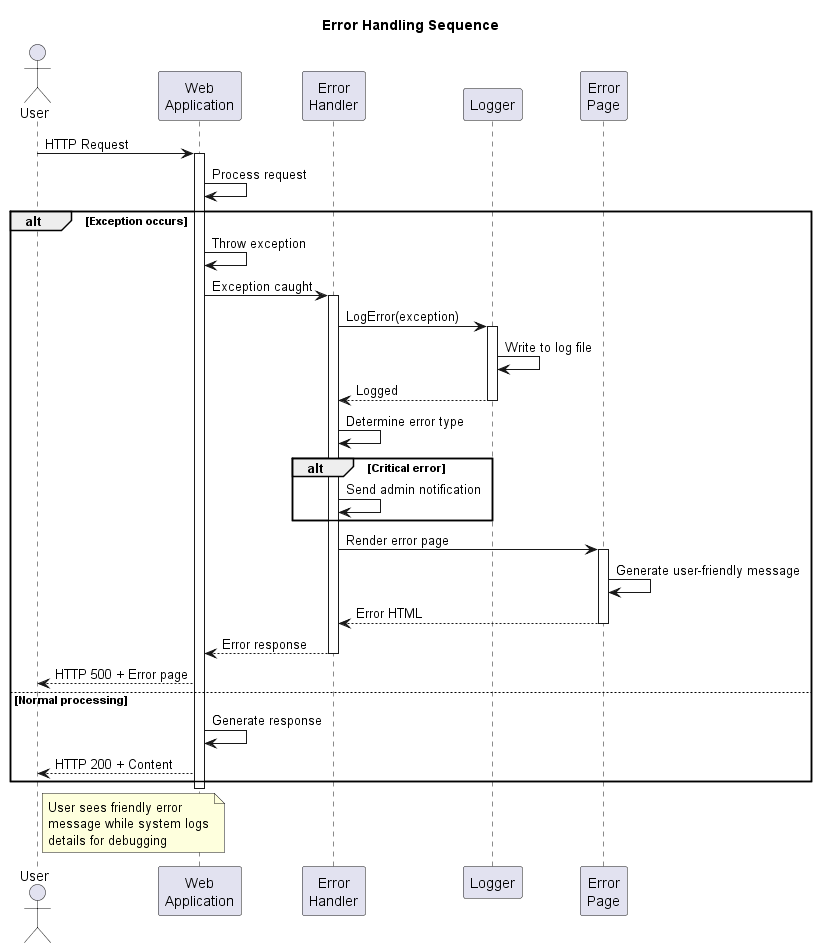 Error Handling Sequence
User
Web
Application
Error
Handler
Logger
Error
Page
HTTP Request
Process request
alt
[Exception occurs]
Throw exception
Exception caught
LogError(exception)
Write to log file
Logged
Determine error type
alt
[Critical error]
Send admin notification
Render error page
Generate user-friendly message
Error HTML
Error response
HTTP 500 + Error page
[Normal processing]
Generate response
HTTP 200 + Content
User sees friendly error
message while system logs
details for debugging
User
Web
Application
Error
Handler
Logger
Error
Page